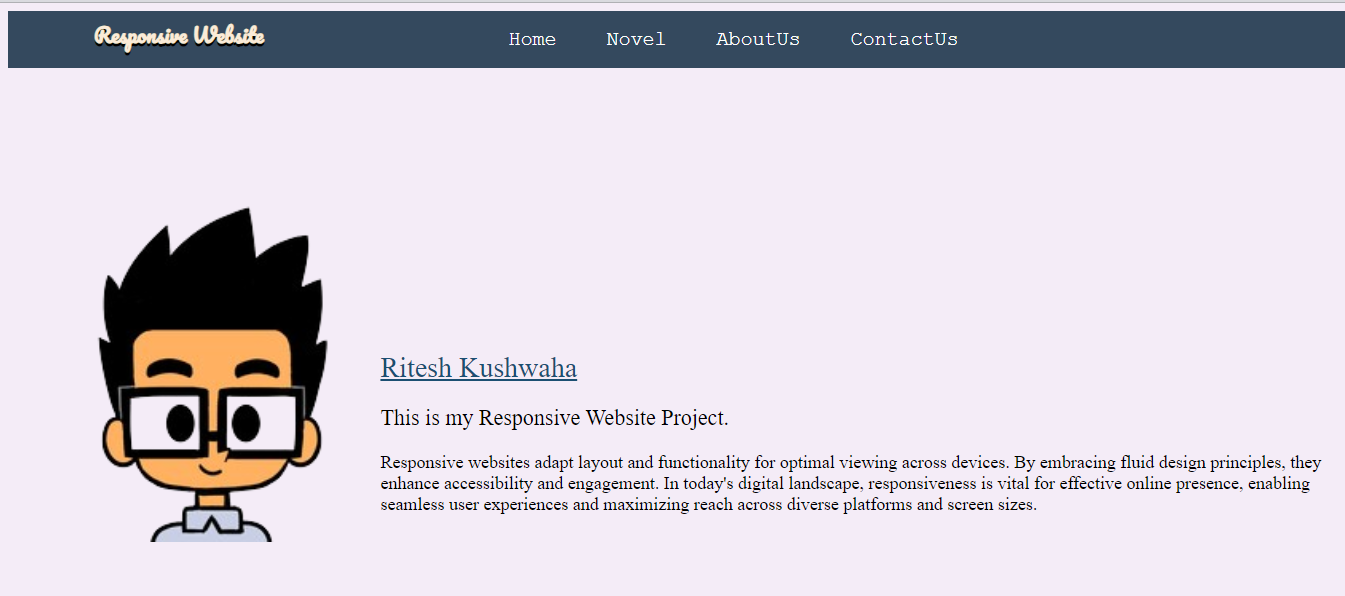 Responsive Website
Home Novel AboutUs ContactUs
Ritesh Kushwaha
This is my Responsive Website Project.
Responsive websites adapt layout and functionality for optimal viewing across devices. By embracing fluid design principles, they
enhance accessibility and engagement. In today's digital landscape, responsiveness is vital for effective online presence, enabling
seamless user experiences and maximizing reach across diverse platforms and screen sizes.